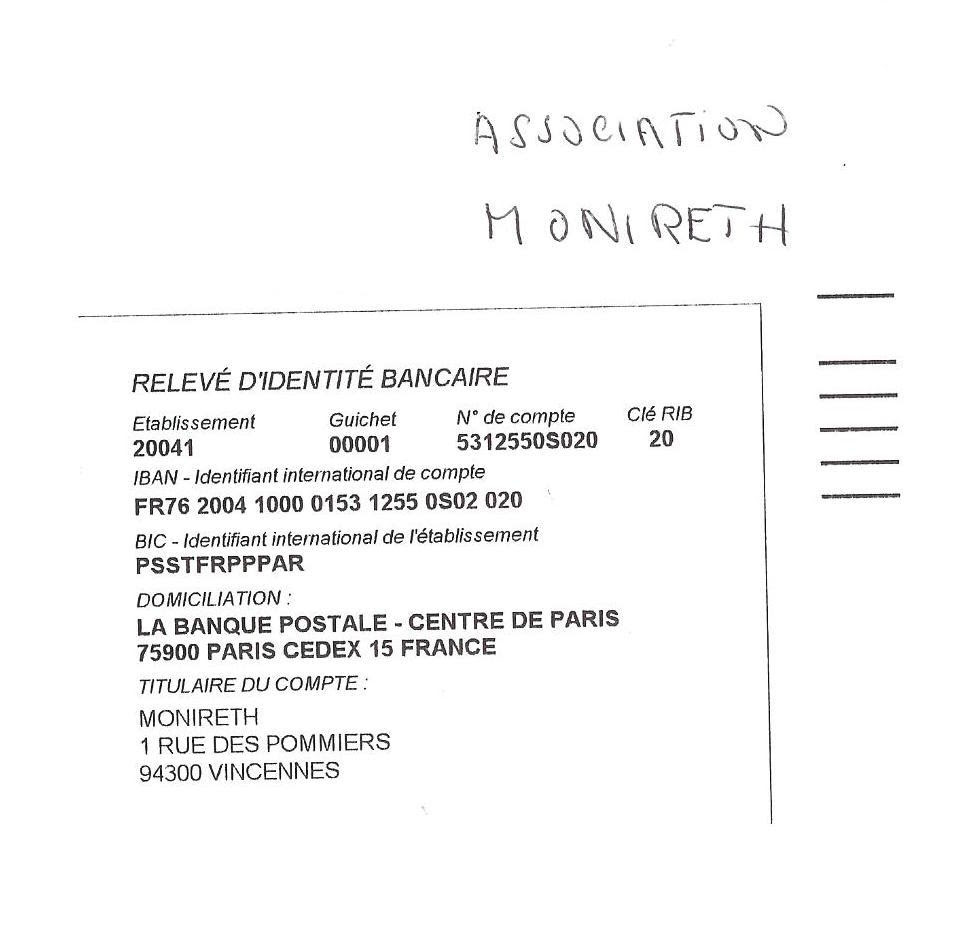 ASSOCIATION
MONIRETH
RELEVÉ D'IDENTITÉ BANCAIRE
Etablissement Guichet N° de compte Clé RIB
20041 00001 5312550S020 20
IBAN - Identifiant international de compte
FR76 2004 1000 0153 1255 0S02 020
BIC - Identifiant international de l'établissement
PSSTFRPPPAR
DOMICILIATION :
LA BANQUE POSTALE - CENTRE DE PARIS
75900 PARIS CEDEX 15 FRANCE
TITULAIRE DU COMPTE :
MONIRETH
1 RUE DES POMMIERS
94300 VINCENNES